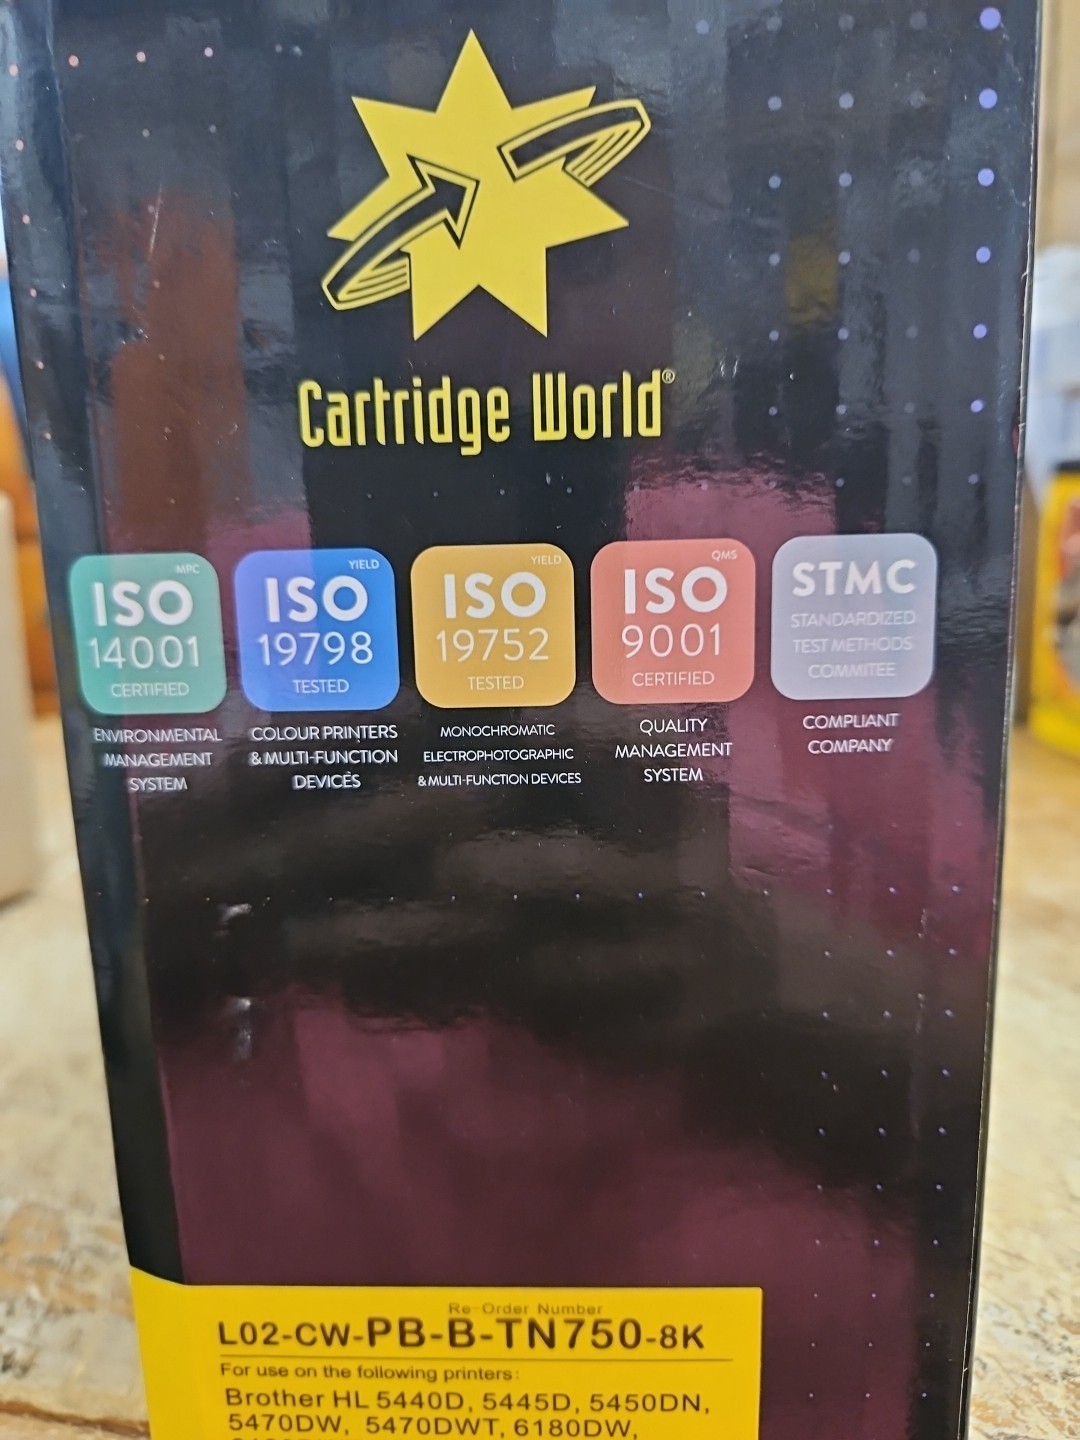 Cartridge World®
MPC
ISO
14001
CERTIFIED
ENVIRONMENTAL
MANAGEMENT
SYSTEM
YIELD
ISO
19798
TESTED
COLOUR PRINTERS
& MULTI-FUNCTION
DEVICES
YIELD
ISO
19752
TESTED
MONOCHROMATIC
ELECTROPHOTOGRAPHIC
& MULTI-FUNCTION DEVICES
QMS
ISO
9001
CERTIFIED
QUALITY
MANAGEMENT
SYSTEM
STMC
STANDARDIZED
TEST METHODS
COMMITEE
COMPLIANT
COMPANY
Re-Order Number
L02-CW-PB-B-TN750-8K
For use on the following printers:
Brother HL 5440D, 5445D, 5450DN,
5470DW, 5470DWT, 6180DW,